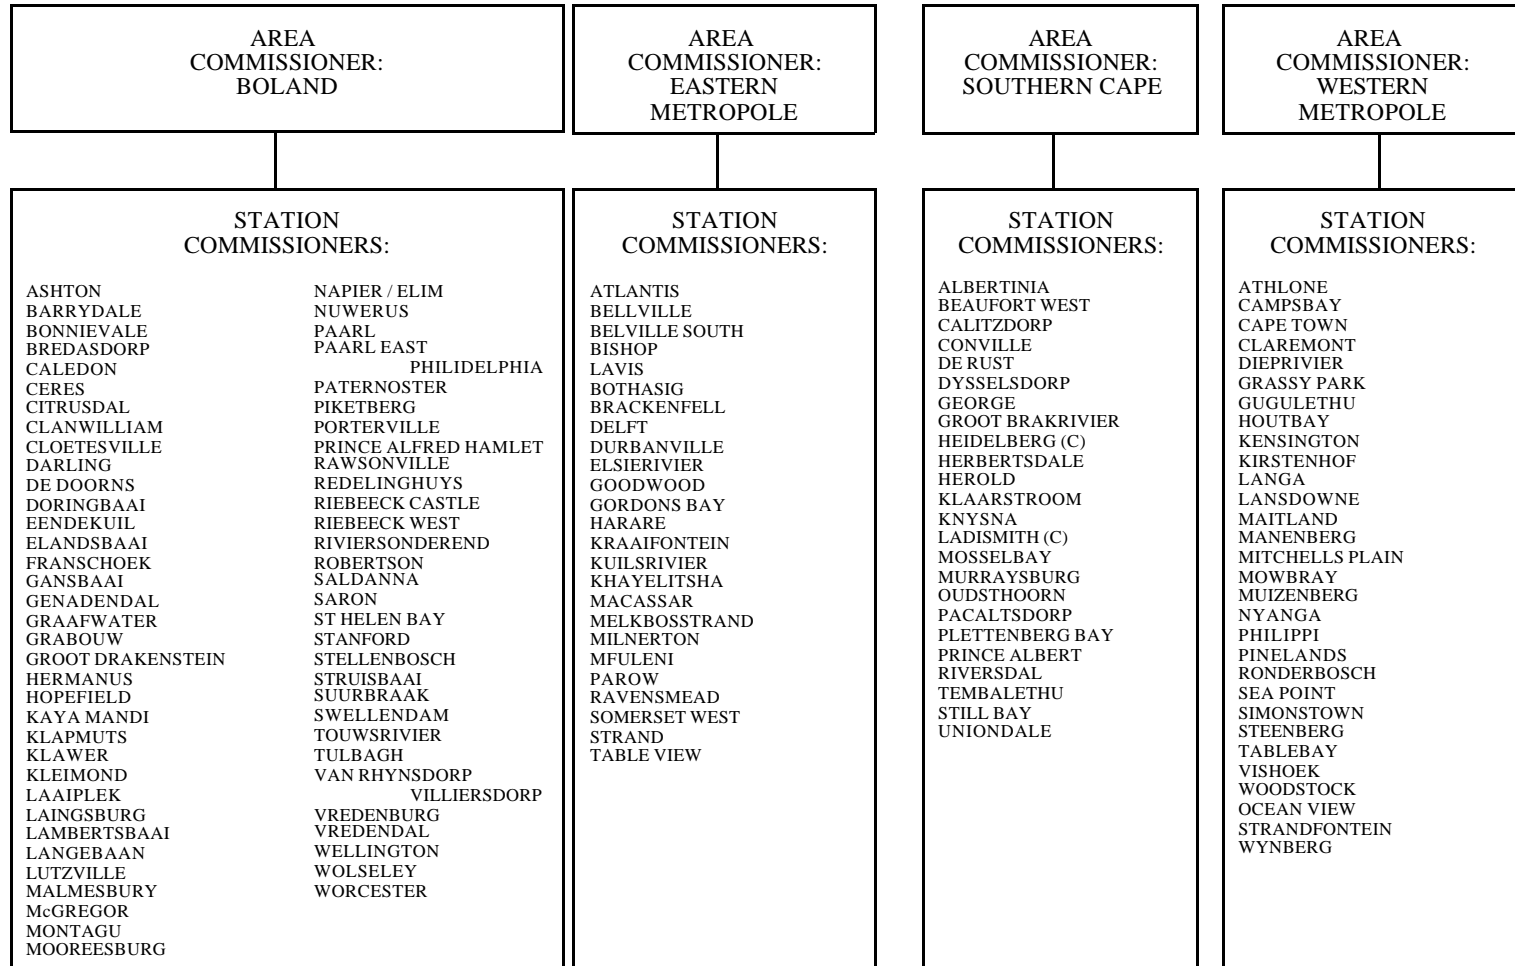 AREA
COMMISSIONER:
BOLAND
STATION
COMMISSIONERS:
ASHTON
BARRYDALE
BONNIEVALE
BREDASDORP
CALEDON
CERES
CITRUSDAL
CLANWILLIAM
CLOETESVILLE
DARLING
DE DOORNS
DORINGBAAI
EENDEKUIL
ELANDSBAAI
FRANSCHOEK
GANSBAAI
GENADENDAL
GRAAFWATER
GRABOUW
GROOT DRAKENSTEIN
HERMANUS
HOPEFIELD
KAYA MANDI
KLAPMUTS
KLAWER
KLEIMOND
LAAIPLEK
LAINGSBURG
LAMBERTSBAAI
LANGEBAAN
LUTZVILLE
MALMESBURY
McGREGOR
MONTAGU
MOOREESBURG
NAPIER / ELIM
NUWERUS
PAARL
PAARL EAST
PHILIDELPHIA
PATERNOSTER
PIKETBERG
PORTERVILLE
PRINCE ALFRED HAMLET
RAWSONVILLE
REDELINGHUYS
RIEBEECK CASTLE
RIEBEECK WEST
RIVIERSONDEREND
ROBERTSON
SALDANNA
SARON
ST HELEN BAY
STANFORD
STELLENBOSCH
STRUISBAAI
SUURBRAAK
SWELLENDAM
TOUWSRIVIER
TULBAGH
VAN RHYNSDORP
VILLIERSDORP
VREDENBURG
VREDENDAL
WELLINGTON
WOLSELEY
WORCESTER
AREA
COMMISSIONER:
EASTERN
METROPOLE
STATION
COMMISSIONERS:
ATLANTIS
BELLVILLE
BELVILLE SOUTH
BISHOP
LAVIS
BOTHASIG
BRACKENFELL
DELFT
DURBANVILLE
ELSIERIVIER
GOODWOOD
GORDONS BAY
HARARE
KRAAIFONTEIN
KUILSRIVIER
KHAYELITSHA
MACASSAR
MELKBOSSTRAND
MILNERTON
MFULENI
PAROW
RAVENSMEAD
SOMERSET WEST
STRAND
TABLE VIEW
AREA
COMMISSIONER:
SOUTHERN CAPE
STATION
COMMISSIONERS:
ALBERTINIA
BEAUFORT WEST
CALITZDORP
CONVILLE
DE RUST
DYSSELSDORP
GEORGE
GROOT BRAKRIVIER
HEIDELBERG (C)
HERBERTSDALE
HEROLD
KLAARSTROOM
KNYSNA
LADISMITH (C)
MOSSELBAY
MURRAYSBURG
OUDSTHOORN
PACALTSDORP
PLETTENBERG BAY
PRINCE ALBERT
RIVERSDAL
TEMBALETHU
STILL BAY
UNIONDALE
AREA
COMMISSIONER:
WESTERN
METROPOLE
STATION
COMMISSIONERS:
ATHLONE
CAMPSBAY
CAPE TOWN
CLAREMONT
DIEPRIVIER
GRASSY PARK
GUGULETHU
HOUTBAY
KENSINGTON
KIRSTENHOF
LANGA
LANSDOWNE
MAITLAND
MANENBERG
MITCHELLS PLAIN
MOWBRAY
MUIZENBERG
NYANGA
PHILIPPI
PINELANDS
RONDERBOSCH
SEA POINT
SIMONSTOWN
STEENBERG
TABLEBAY
VISHOEK
WOODSTOCK
OCEAN VIEW
STRANDFONTEIN
WYNBERG